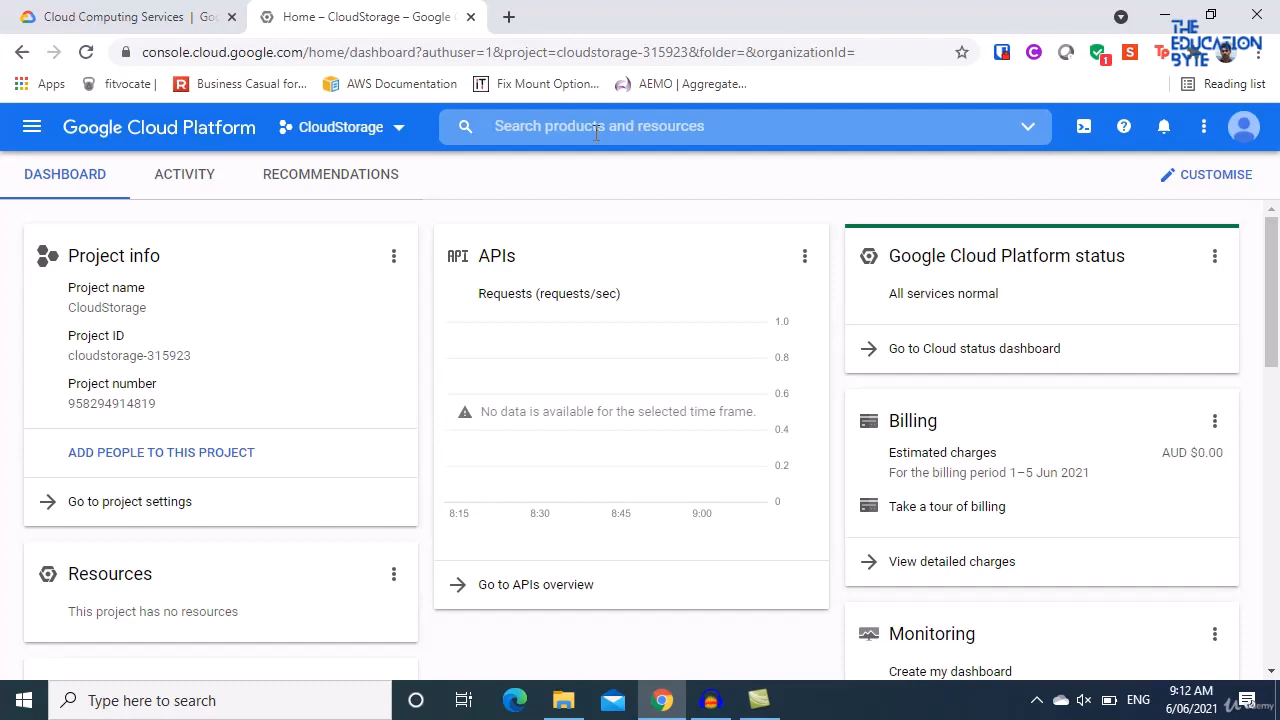 Cloud Computing Services | Go
Home – CloudStorage – Google C
THE EDUCATION BYTE
console.cloud.google.com/home/dashboard?authuse
=cloudstorage-315923&folder=&organizationId=
1
Apps
fitvocate |
Business Casual for...
AWS Documentation
Fix Mount Option...
AEMO | Aggregate...
Reading list
Google Cloud Platform
CloudStorage
Search products and resources
DASHBOARD
ACTIVITY
RECOMMENDATIONS
CUSTOMISE
Project info
Project name
CloudStorage
Project ID
cloudstorage-315923
Project number
958294914819
ADD PEOPLE TO THIS PROJECT
Go to project settings
Resources
This project has no resources
API APIs
Requests (requests/sec)
1.0
0.8
0.6
No data is available for the selected time frame.
0.4
0.2
0
8:15 8:30 8:45 9:00
Go to APIs overview
Google Cloud Platform status
All services normal
Go to Cloud status dashboard
Billing
Estimated charges AUD $0.00
For the billing period 1–5 Jun 2021
Take a tour of billing
View detailed charges
Monitoring
Create my dashboard
Type here to search
ENG
9:12 AM
6/06/2021
Udemy